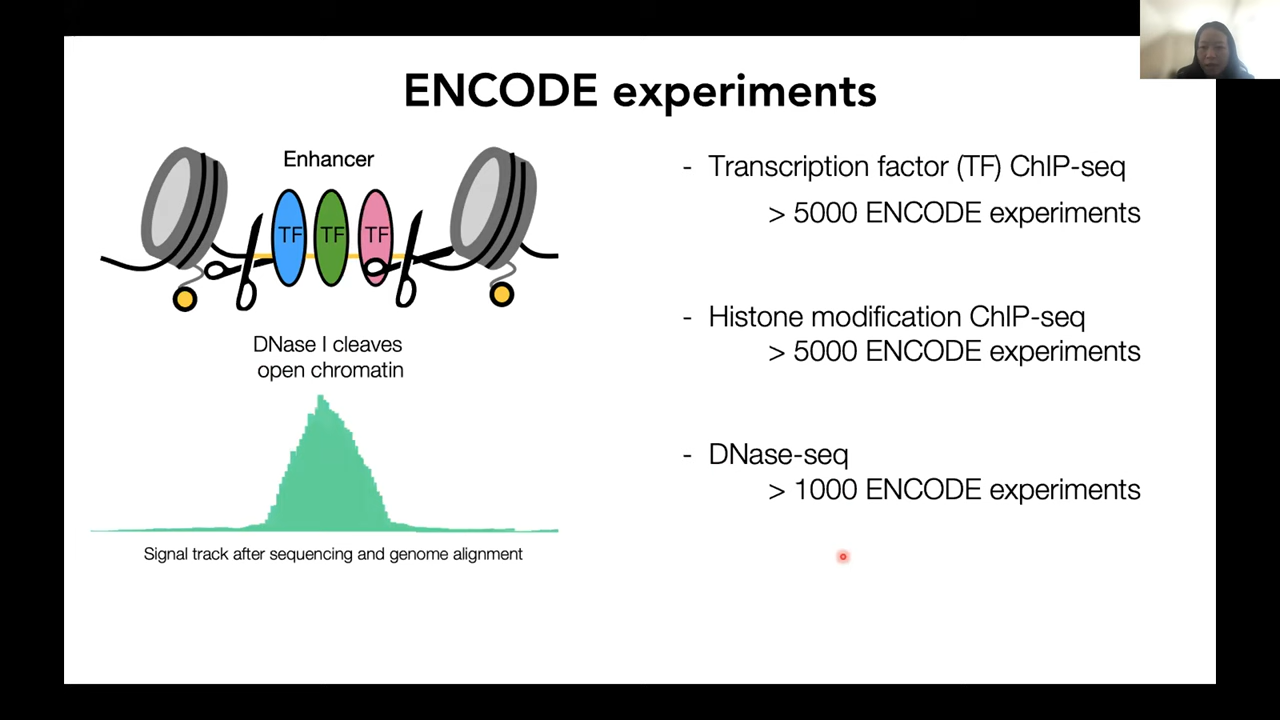 ENCODE experiments
Enhancer
TF TF TF
DNase I cleaves
open chromatin
Signal track after sequencing and genome alignment
- Transcription factor (TF) ChIP-seq
> 5000 ENCODE experiments
- Histone modification ChIP-seq
> 5000 ENCODE experiments
- DNase-seq
> 1000 ENCODE experiments